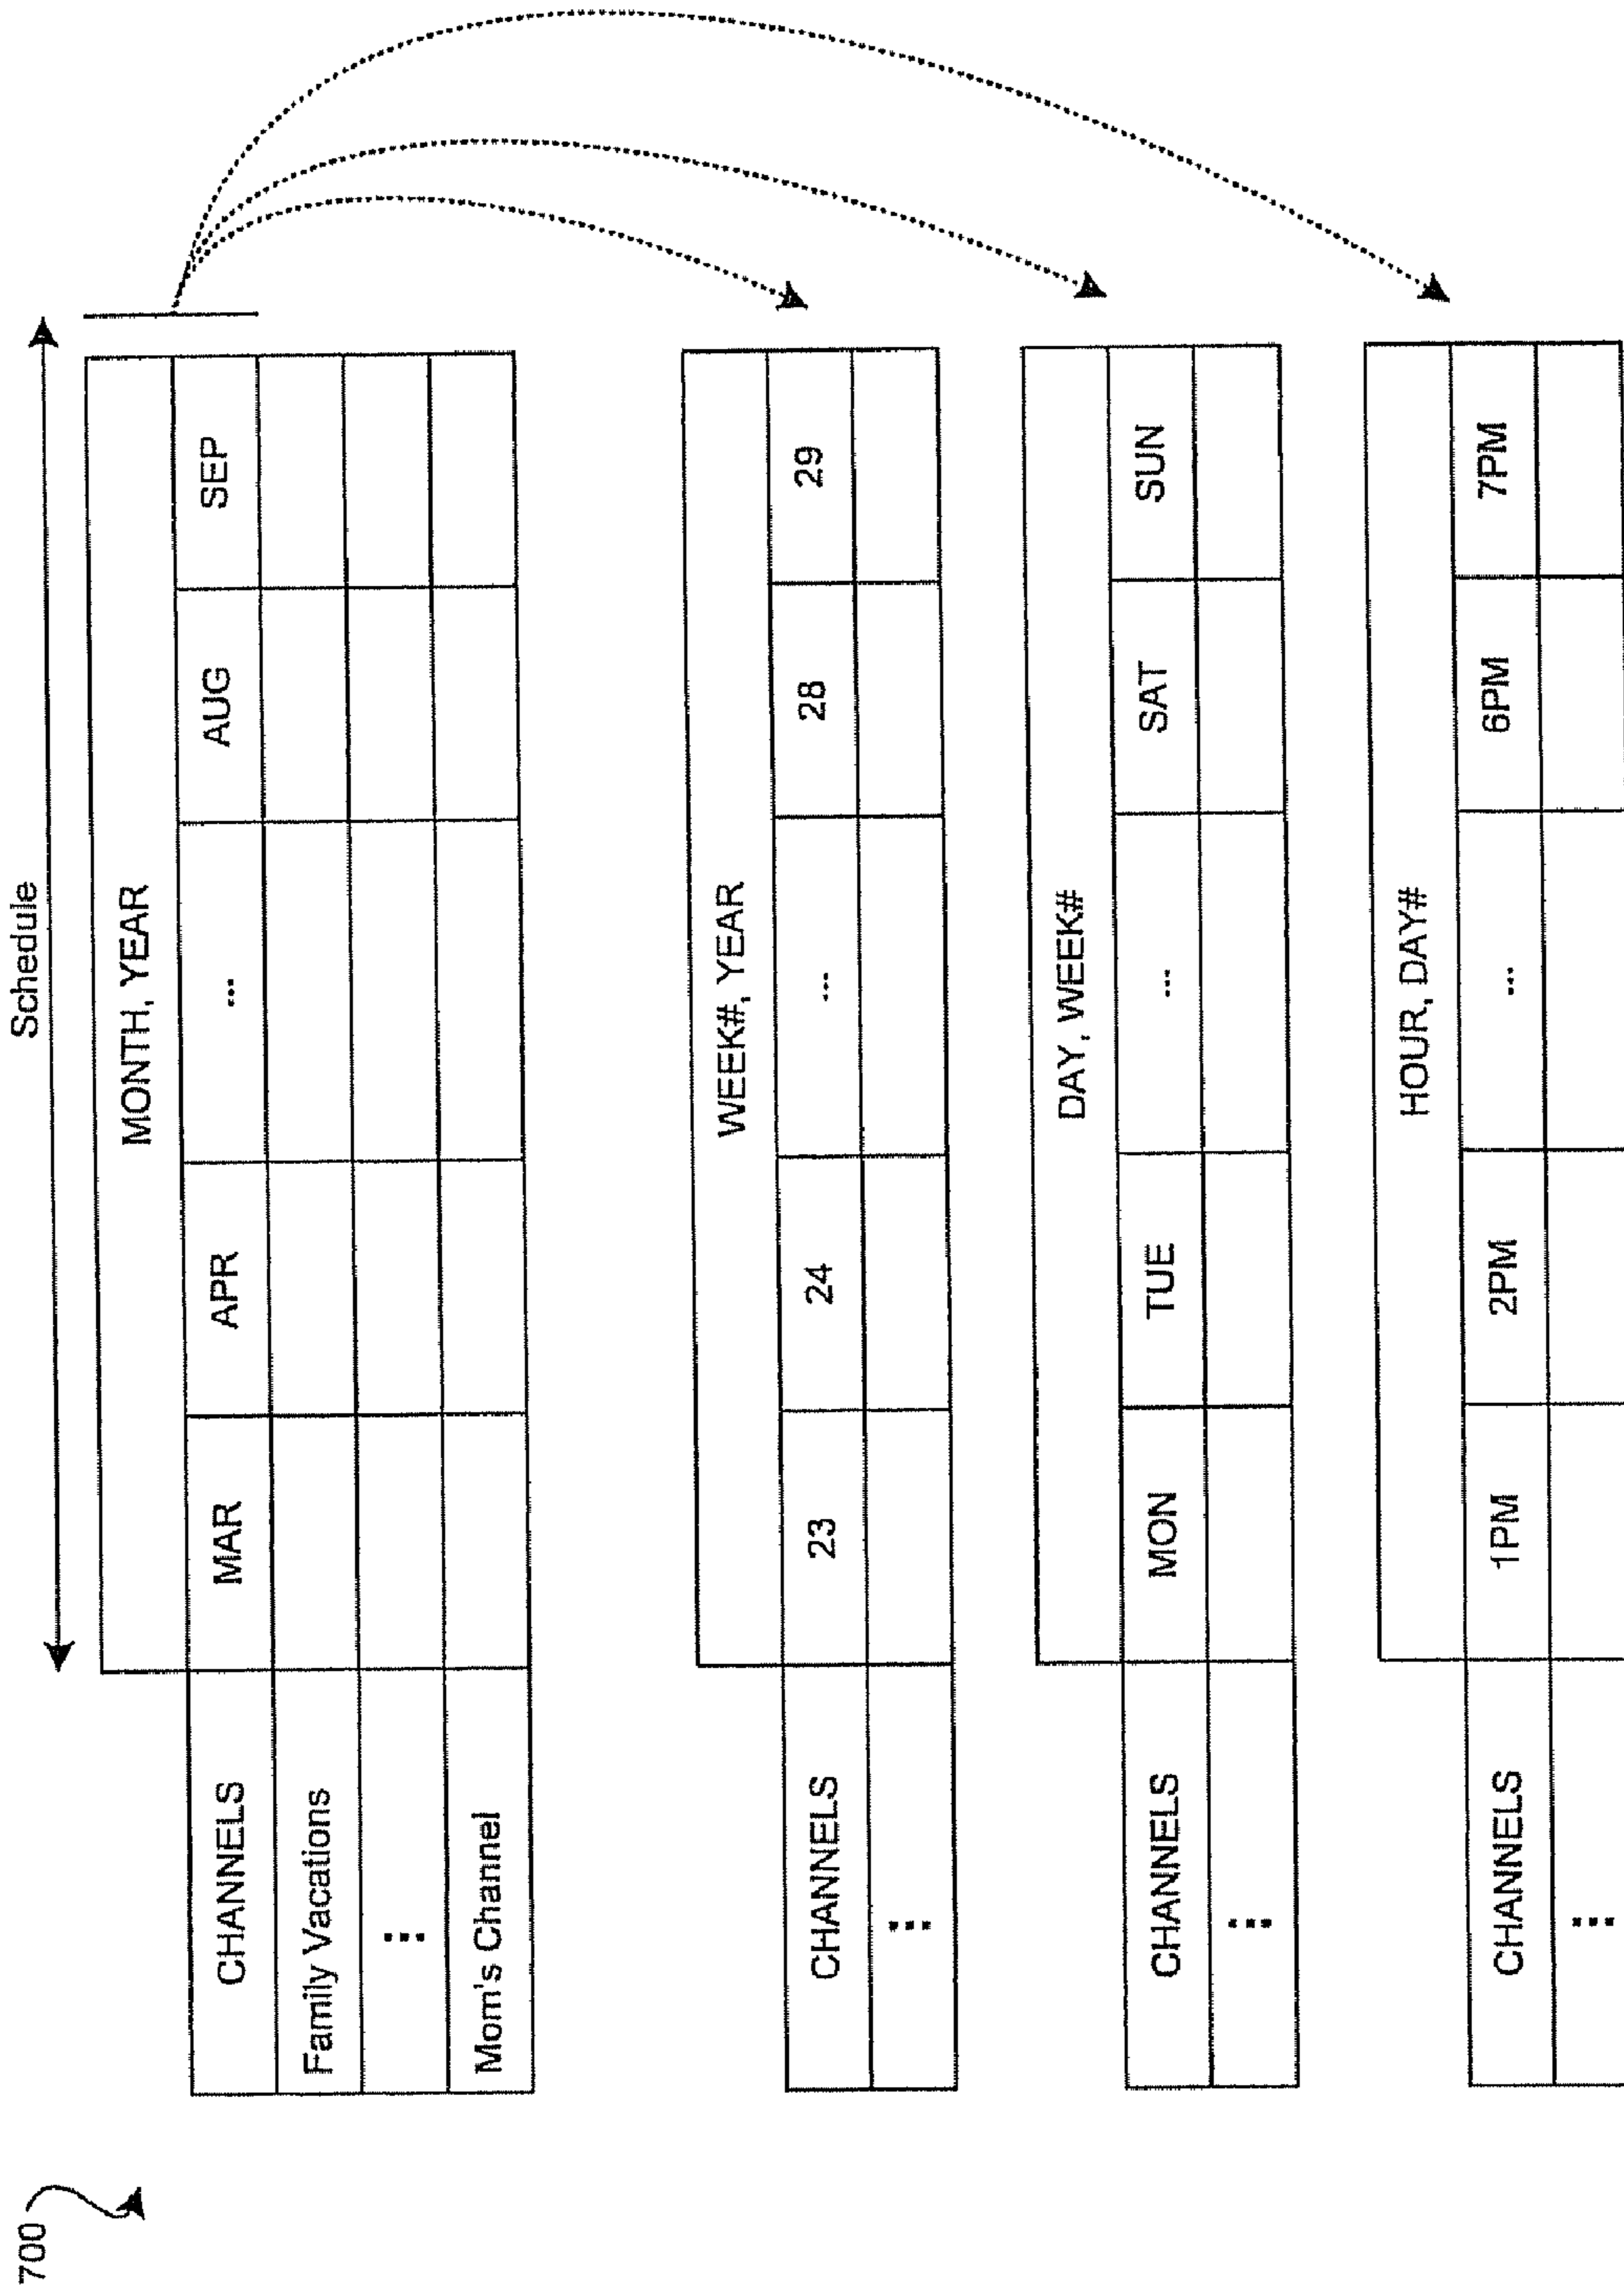 700
Schedule
MONTH, YEAR
CHANNELS MAR APR ... AUG SEP
Family Vacations
...
Mom's Channel
WEEK#, YEAR
CHANNELS 23 24 ... 28 29
...
DAY, WEEK#
CHANNELS MON TUE ... SAT SUN
...
HOUR, DAY#
CHANNELS 1PM 2PM ... 6PM 7PM
...